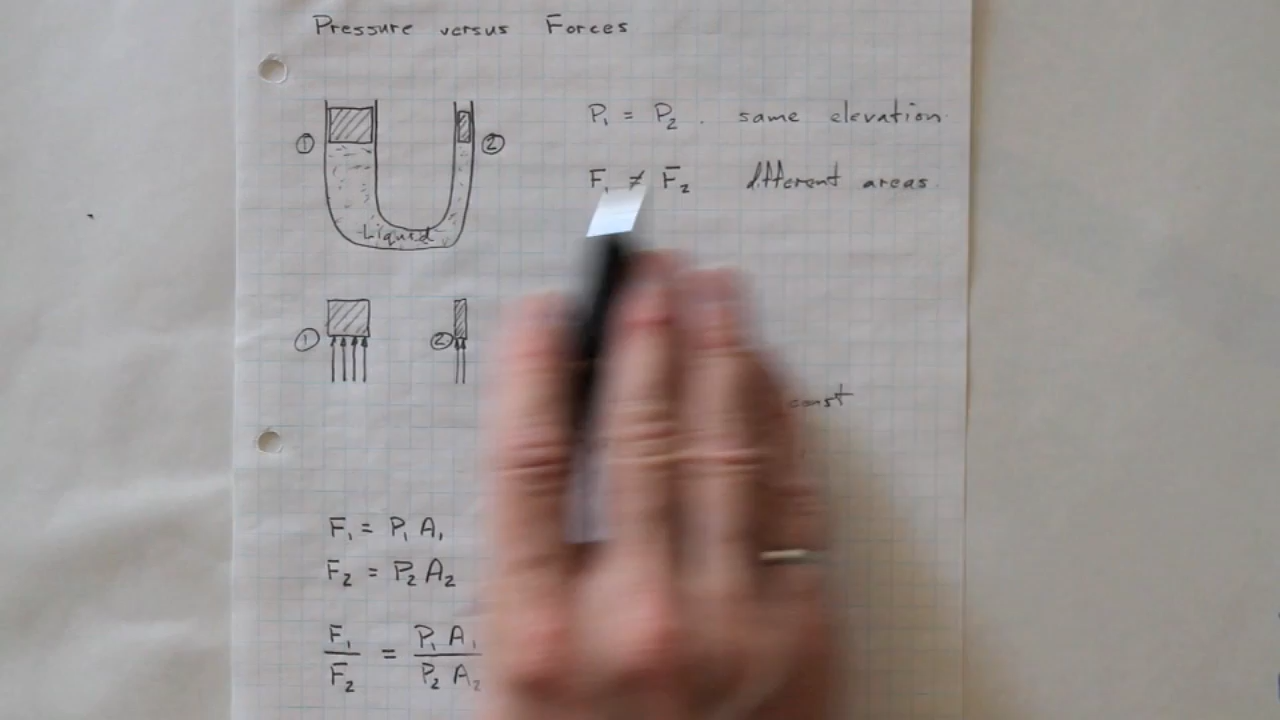 Pressure versus Forces
① ②
P₁ = P₂ . same elevation
F₁ ≠ F₂ different areas
Liquid
① ②
const
F₁ = P₁ A₁
F₂ = P₂ A₂
F₁/F₂ = P₁ A₁/P₂ A₂